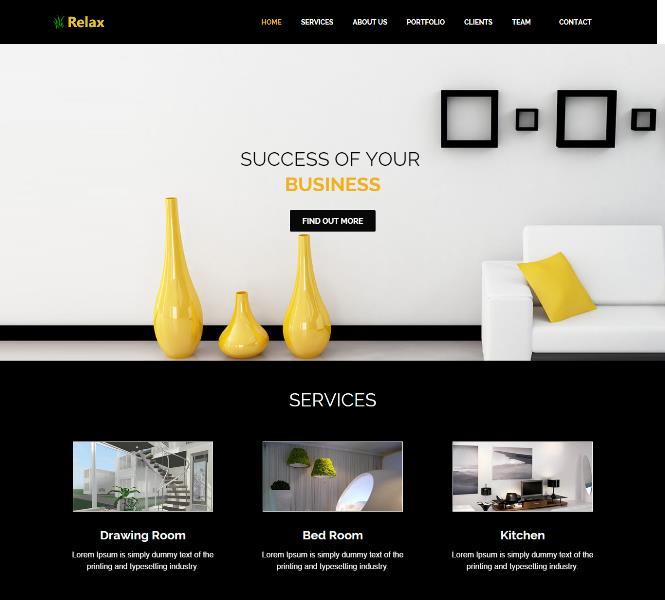 Relax
HOME SERVICES ABOUT US PORTFOLIO CLIENTS TEAM CONTACT
SUCCESS OF YOUR
BUSINESS
FIND OUT MORE
SERVICES
Drawing Room
Lorem Ipsum is simply dummy text of the
printing and typesetting industry
Bed Room
Lorem Ipsum is simply dummy text of the
printing and typesetting industry
Kitchen
Lorem Ipsum is simply dummy text of the
printing and typesetting industry